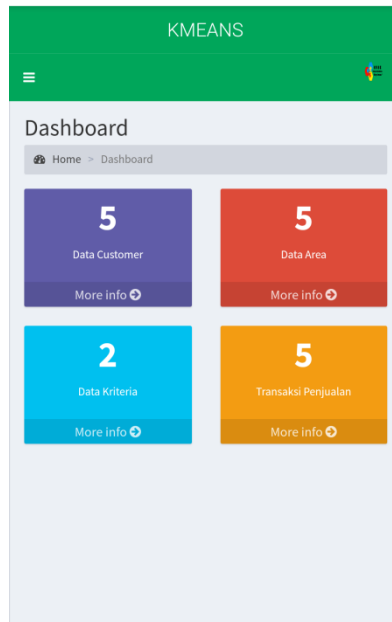 KMEANS
Dashboard
Home > Dashboard
5
Data Customer
More info
5
Data Area
More info
2
Data Kriteria
More info
5
Transaksi Penjualan
More info